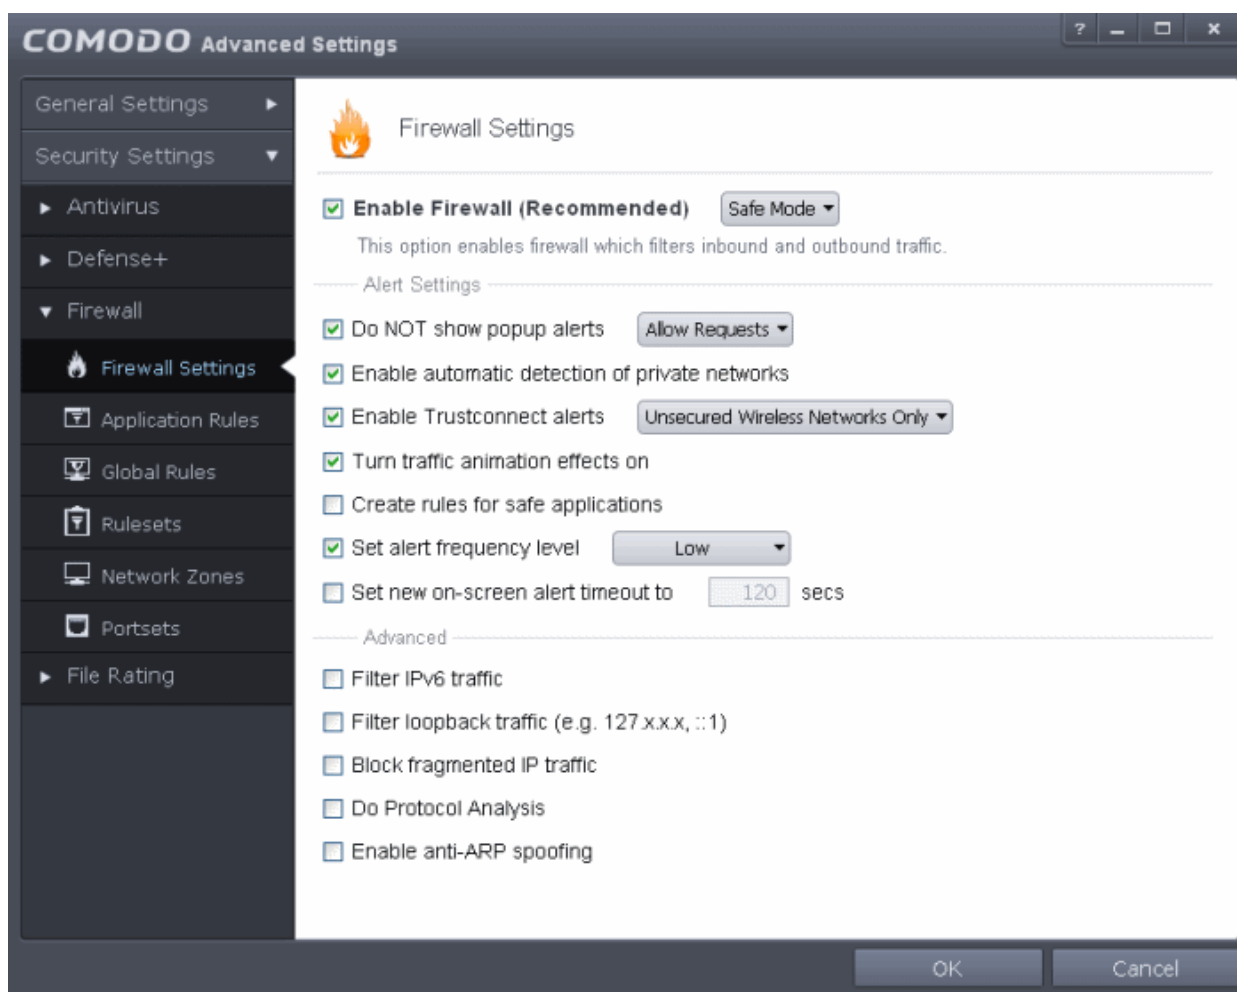 COMODO Advanced Settings
?
General Settings
Security Settings
Antivirus
Defense+
Firewall
Firewall Settings
Application Rules
Global Rules
Rulesets
Network Zones
Portsets
File Rating
Firewall Settings
Enable Firewall (Recommended) Safe Mode
This option enables firewall which filters inbound and outbound traffic.
Alert Settings
Do NOT show popup alerts Allow Requests
Enable automatic detection of private networks
Enable Trustconnect alerts Unsecured Wireless Networks Only
Turn traffic animation effects on
Create rules for safe applications
Set alert frequency level Low
Set new on-screen alert timeout to 120 secs
Advanced
Filter IPv6 traffic
Filter loopback traffic (e.g. 127.x.x.x, ::1)
Block fragmented IP traffic
Do Protocol Analysis
Enable anti-ARP spoofing
OK Cancel